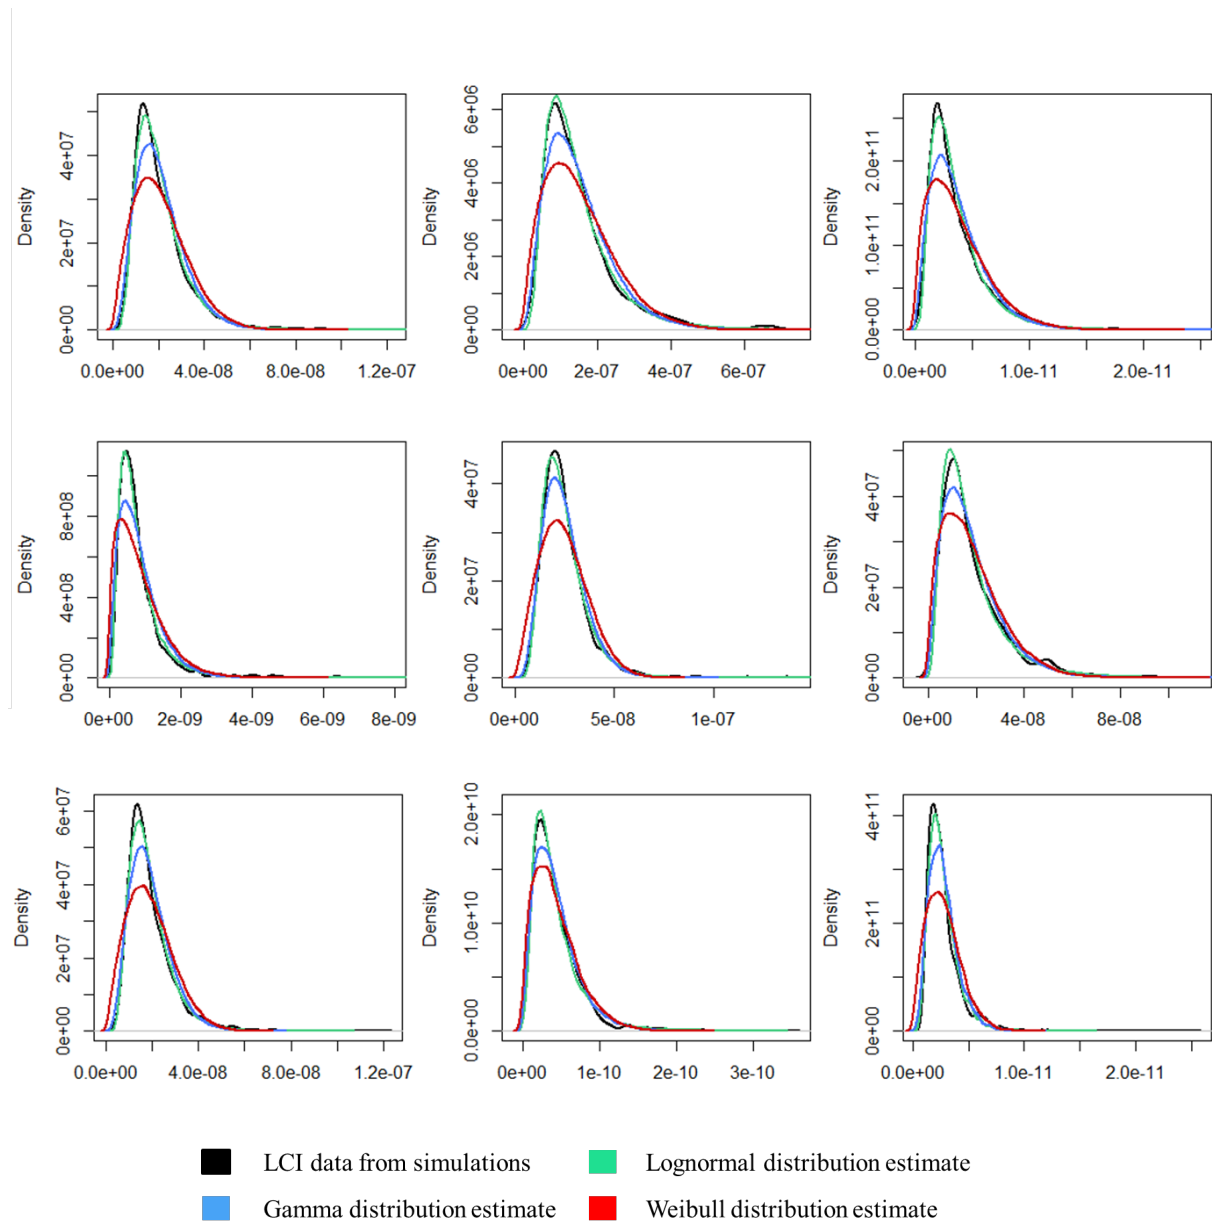 Density
0e+00 2e+07 4e+07
0.0e+00 4.0e-08 8.0e-08 1.2e-07
Density
0e+00 2e+06 4e+06 6e+06
0e+00 2e-07 4e-07 6e-07
Density
0.0e+00 1.0e+11 2.0e+11
0.0e+00 1.0e-11 2.0e-11
Density
0e+00 4e+08 8e+08
0e+00 2e-09 4e-09 6e-09 8e-09
Density
0e+00 2e+07 4e+07
0e+00 5e-08 1e-07
Density
0e+00 2e+07 4e+07
0e+00 4e-08 8e-08
Density
0e+00 2e+07 4e+07 6e+07
0.0e+00 4.0e-08 8.0e-08 1.2e-07
Density
0.0e+00 1.0e+10 2.0e+10
0e+00 1e-10 2e-10 3e-10
Density
0e+00 2e+11 4e+11
0.0e+00 1.0e-11 2.0e-11
LCI data from simulations Lognormal distribution estimate
Gamma distribution estimate Weibull distribution estimate